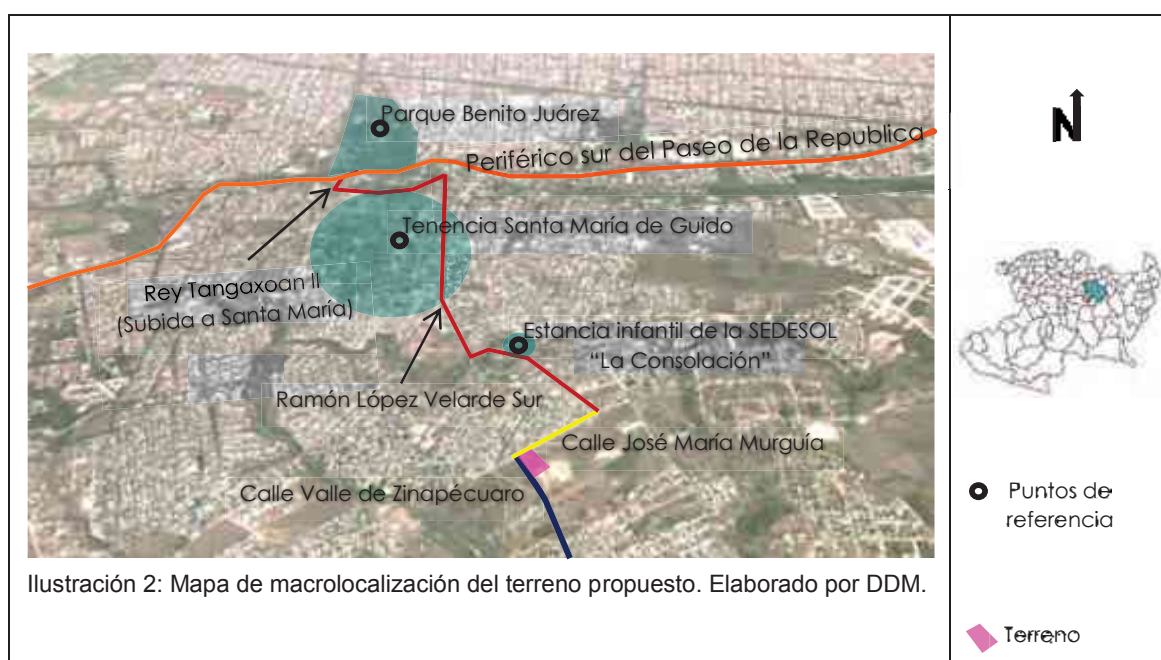 Parque Benito Juárez
Periférico sur del Paseo de la Republica
Tenencia Santa María de Guido
Rey Tangaxoan II
(Subida a Santa María)
Estancia infantil de la SEDESOL
“La Consolación”
Ramón López Velarde Sur
Calle José María Murguía
Calle Valle de Zinapécuaro
Ilustración 2: Mapa de macrolocalización del terreno propuesto. Elaborado por DDM.
N
Puntos de
referencia
Terreno